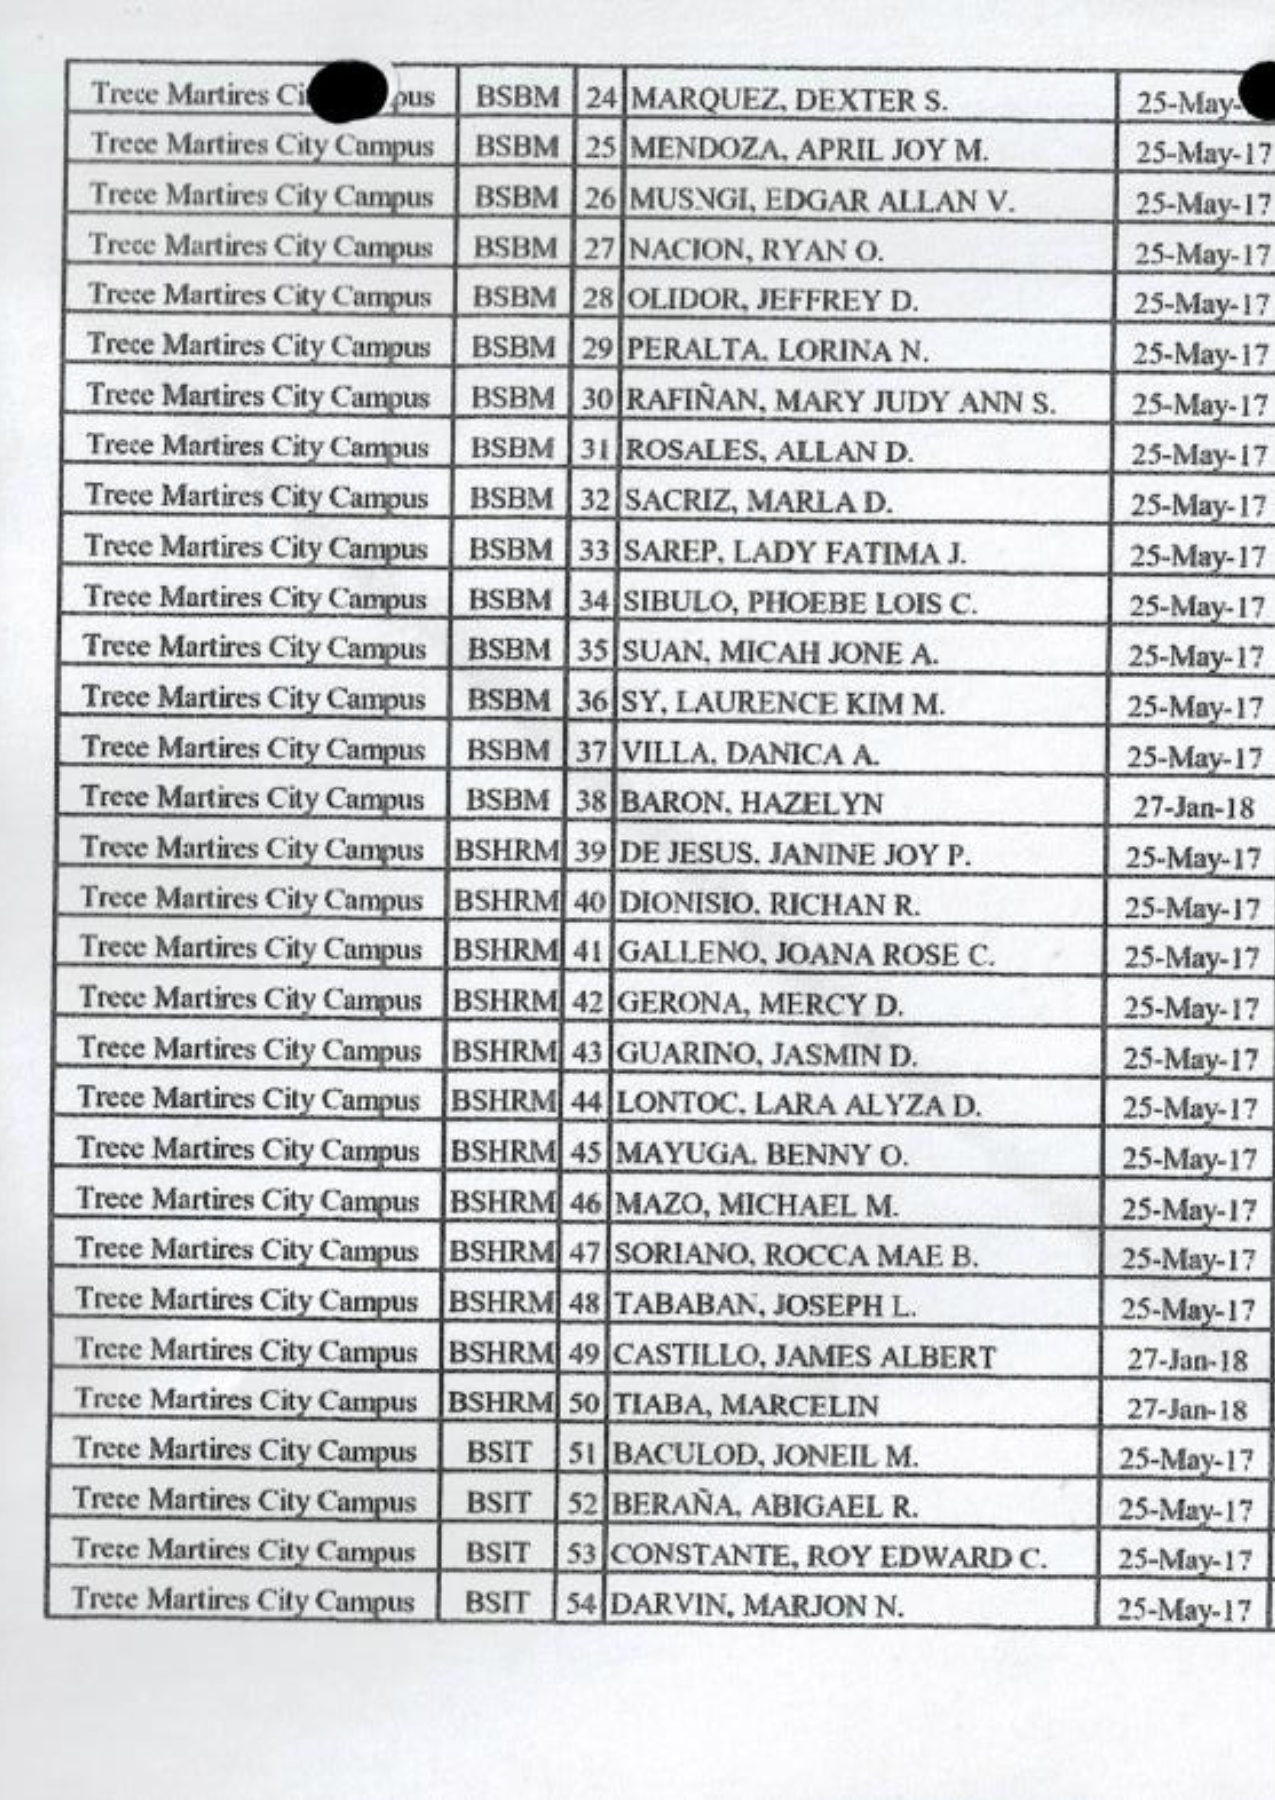 Trece Martires Ci pus BSBM 24 MARQUEZ, DEXTER S. 25-May-
Trece Martires City Campus BSBM 25 MENDOZA, APRIL JOY M. 25-May-17
Trece Martires City Campus BSBM 26 MUSNGI, EDGAR ALLAN V. 25-May-17
Trece Martires City Campus BSBM 27 NACION, RYAN O. 25-May-17
Trece Martires City Campus BSBM 28 OLIDOR, JEFFREY D. 25-May-17
Trece Martires City Campus BSBM 29 PERALTA, LORINA N. 25-May-17
Trece Martires City Campus BSBM 30 RAFIÑAN, MARY JUDY ANN S. 25-May-17
Trece Martires City Campus BSBM 31 ROSALES, ALLAN D. 25-May-17
Trece Martires City Campus BSBM 32 SACRIZ, MARLA D. 25-May-17
Trece Martires City Campus BSBM 33 SAREP, LADY FATIMA J. 25-May-17
Trece Martires City Campus BSBM 34 SIBULO, PHOEBE LOIS C. 25-May-17
Trece Martires City Campus BSBM 35 SUAN, MICAH JONE A. 25-May-17
Trece Martires City Campus BSBM 36 SY, LAURENCE KIM M. 25-May-17
Trece Martires City Campus BSBM 37 VILLA, DANICA A. 25-May-17
Trece Martires City Campus BSBM 38 BARON, HAZELYN 27-Jan-18
Trece Martires City Campus BSHRM 39 DE JESUS, JANINE JOY P. 25-May-17
Trece Martires City Campus BSHRM 40 DIONISIO, RICHAN R. 25-May-17
Trece Martires City Campus BSHRM 41 GALLENO, JOANA ROSE C. 25-May-17
Trece Martires City Campus BSHRM 42 GERONA, MERCY D. 25-May-17
Trece Martires City Campus BSHRM 43 GUARINO, JASMIN D. 25-May-17
Trece Martires City Campus BSHRM 44 LONTOC, LARA ALYZA D. 25-May-17
Trece Martires City Campus BSHRM 45 MAYUGA, BENNY O. 25-May-17
Trece Martires City Campus BSHRM 46 MAZO, MICHAEL M. 25-May-17
Trece Martires City Campus BSHRM 47 SORIANO, ROCCA MAE B. 25-May-17
Trece Martires City Campus BSHRM 48 TABABAN, JOSEPH L. 25-May-17
Trece Martires City Campus BSHRM 49 CASTILLO, JAMES ALBERT 27-Jan-18
Trece Martires City Campus BSHRM 50 TIABA, MARCELIN 27-Jan-18
Trece Martires City Campus BSIT 51 BACULOD, JONEIL M. 25-May-17
Trece Martires City Campus BSIT 52 BERAÑA, ABIGAEL R. 25-May-17
Trece Martires City Campus BSIT 53 CONSTANTE, ROY EDWARD C. 25-May-17
Trece Martires City Campus BSIT 54 DARVIN, MARJON N. 25-May-17